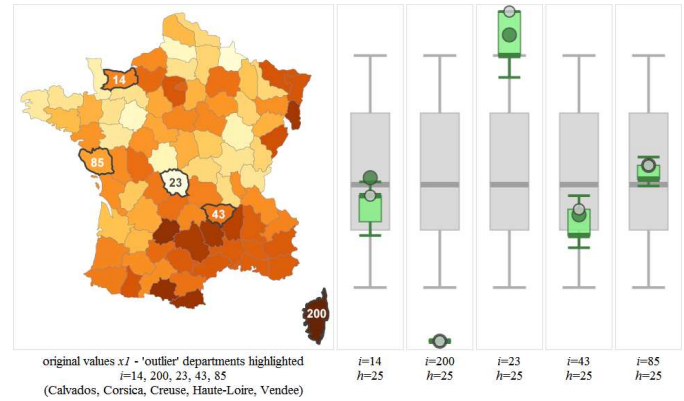 14
85
23
43
200
original values x1 - 'outlier' departments highlighted
i=14, 200, 23, 43, 85
(Calvados, Corsica, Creuse, Haute-Loire, Vendee)
i=14
h=25
i=200
h=25
i=23
h=25
i=43
h=25
i=85
h=25